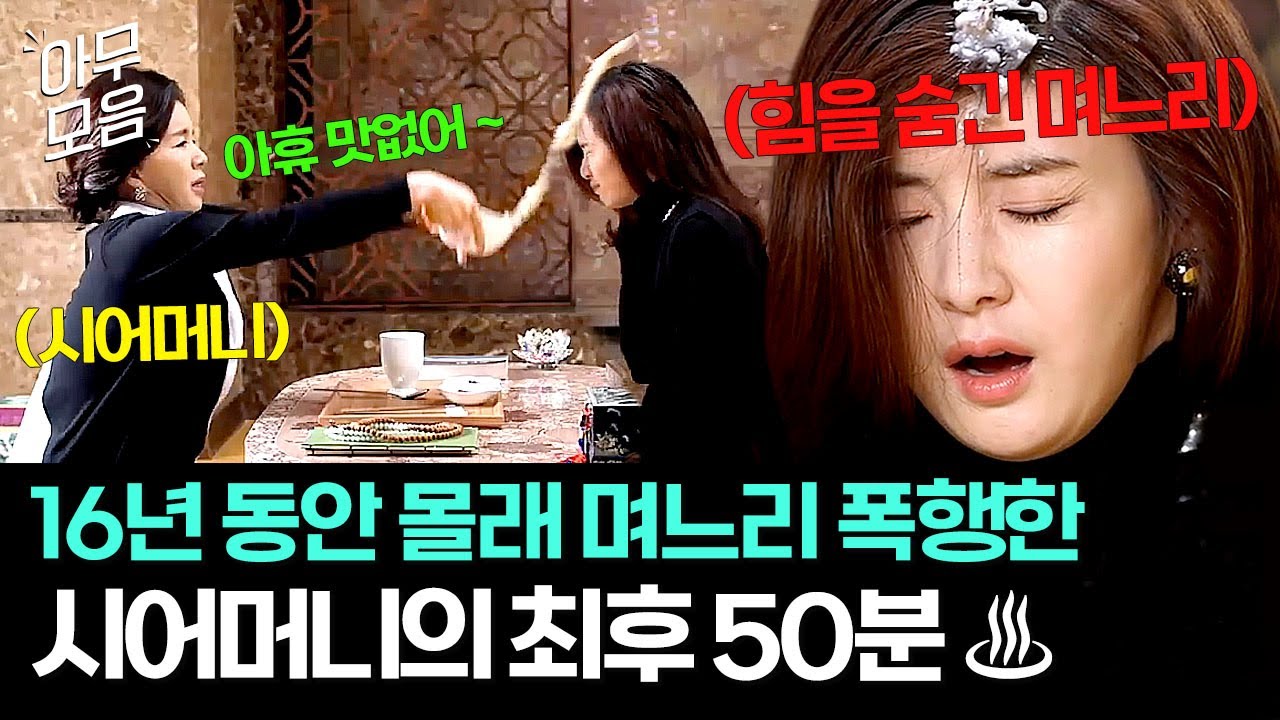 아무
모음
야휴 맛없어 ~
(힘을 숨긴 며느리)
(시어머니)
16년 동안 몰래 며느리 폭행한
시어머니의 최후 50분 ♨